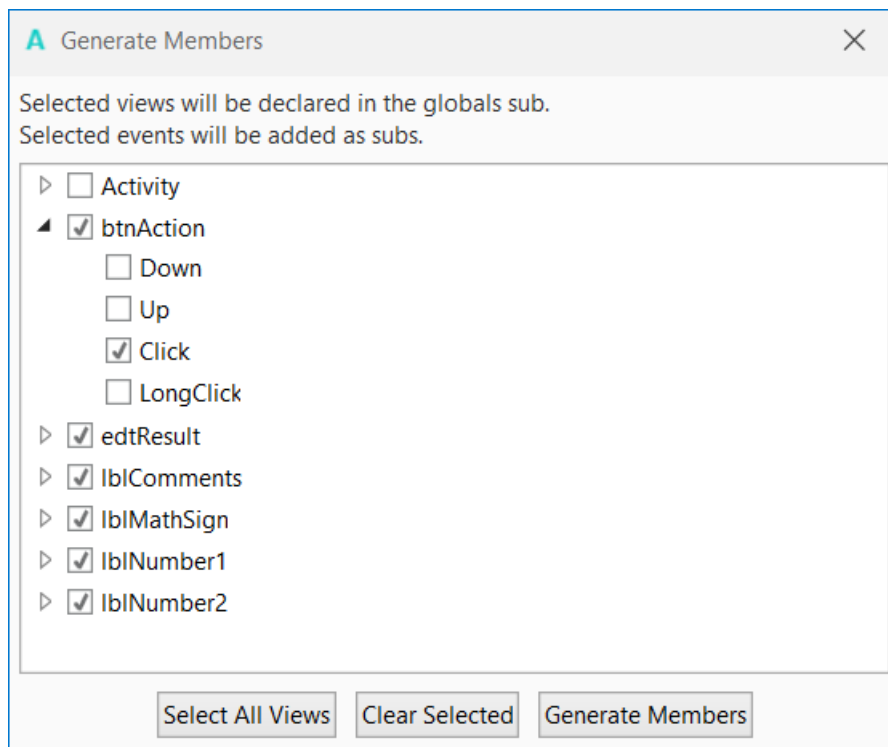 A Generate Members
Selected views will be declared in the globals sub.
Selected events will be added as subs.
Activity
btnAction
Down
Up
Click
LongClick
edtResult
lblComments
lblMathSign
lblNumber1
lblNumber2
Select All Views Clear Selected Generate Members